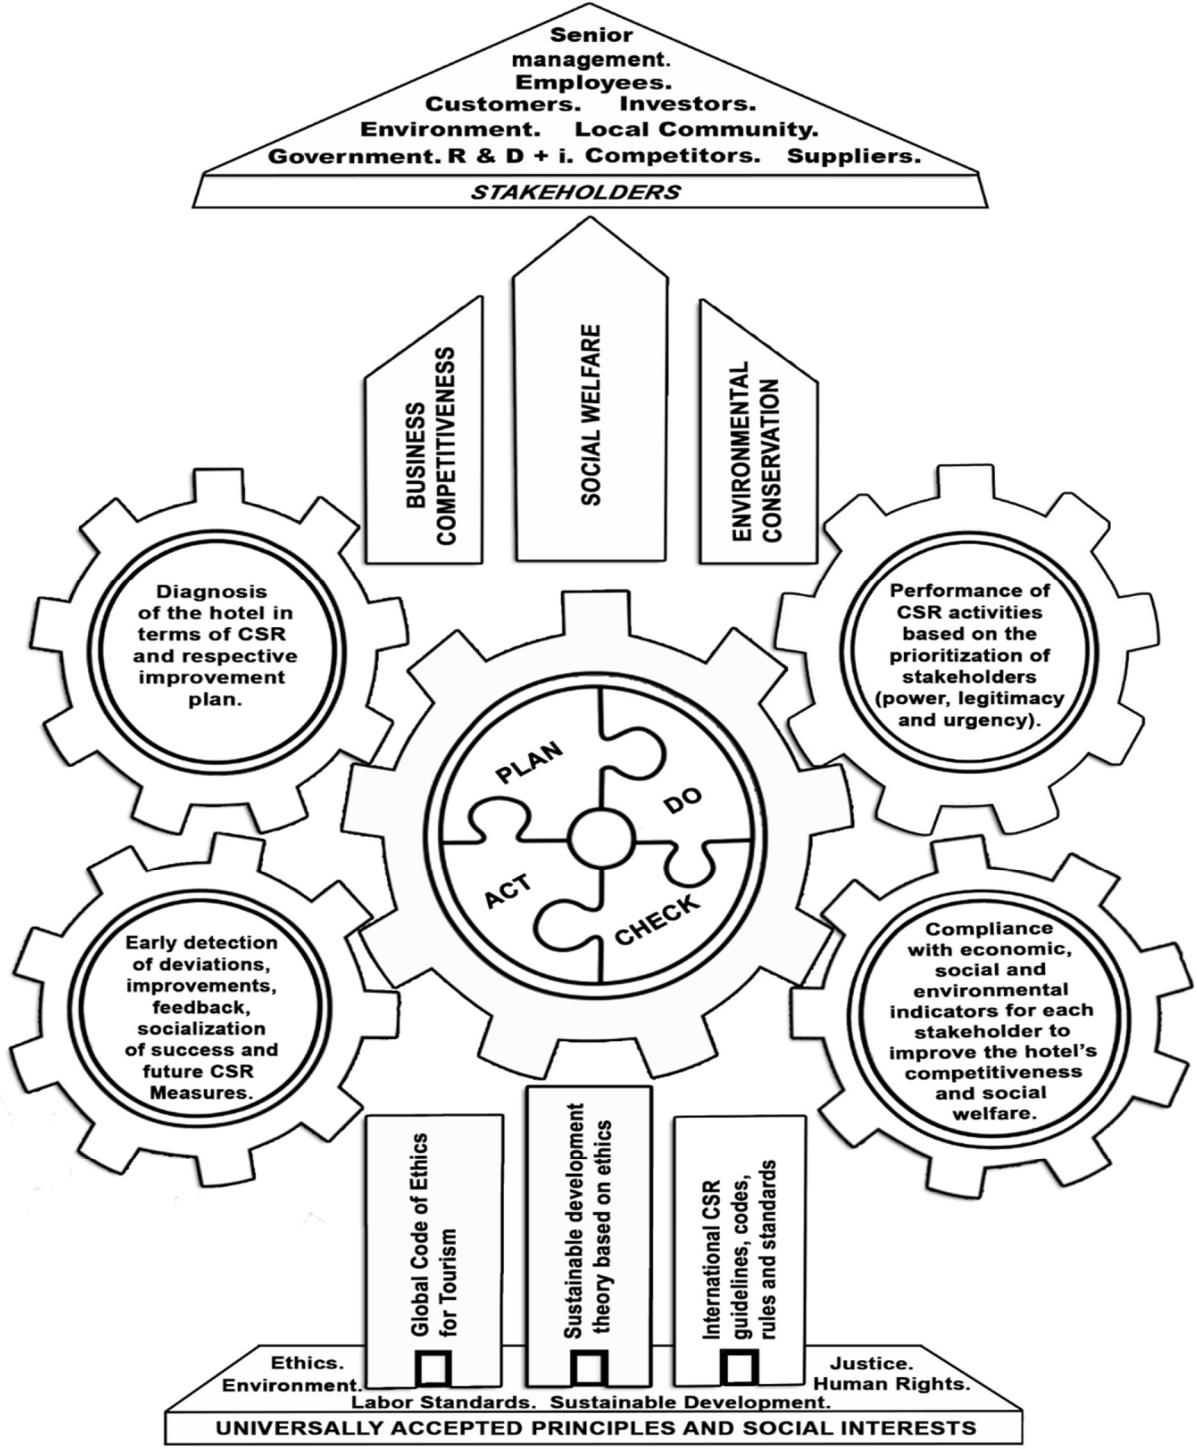 Senior
management.
Employees.
Customers. Investors.
Environment. Local Community.
Government. R & D + i. Competitors. Suppliers.
STAKEHOLDERS
BUSINESS
COMPETITIVENESS
SOCIAL WELFARE
ENVIRONMENTAL
CONSERVATION
Diagnosis
of the hotel in
terms of CSR
and respective
improvement
plan.
Performance of
CSR activities
based on the
prioritization of
stakeholders
(power, legitimacy
and urgency).
PLAN
DO
ACT
CHECK
Early detection
of deviations,
improvements,
feedback,
socialization
of success and
future CSR
Measures.
Compliance
with economic,
social and
environmental
indicators for each
stakeholder to
improve the hotel's
competitiveness
and social
welfare.
Global Code of Ethics
for Tourism
Sustainable development
theory based on ethics
International CSR
guidelines, codes,
rules and standards
Ethics.
Environment.
Justice.
Human Rights.
Labor Standards. Sustainable Development.
UNIVERSALLY ACCEPTED PRINCIPLES AND SOCIAL INTERESTS